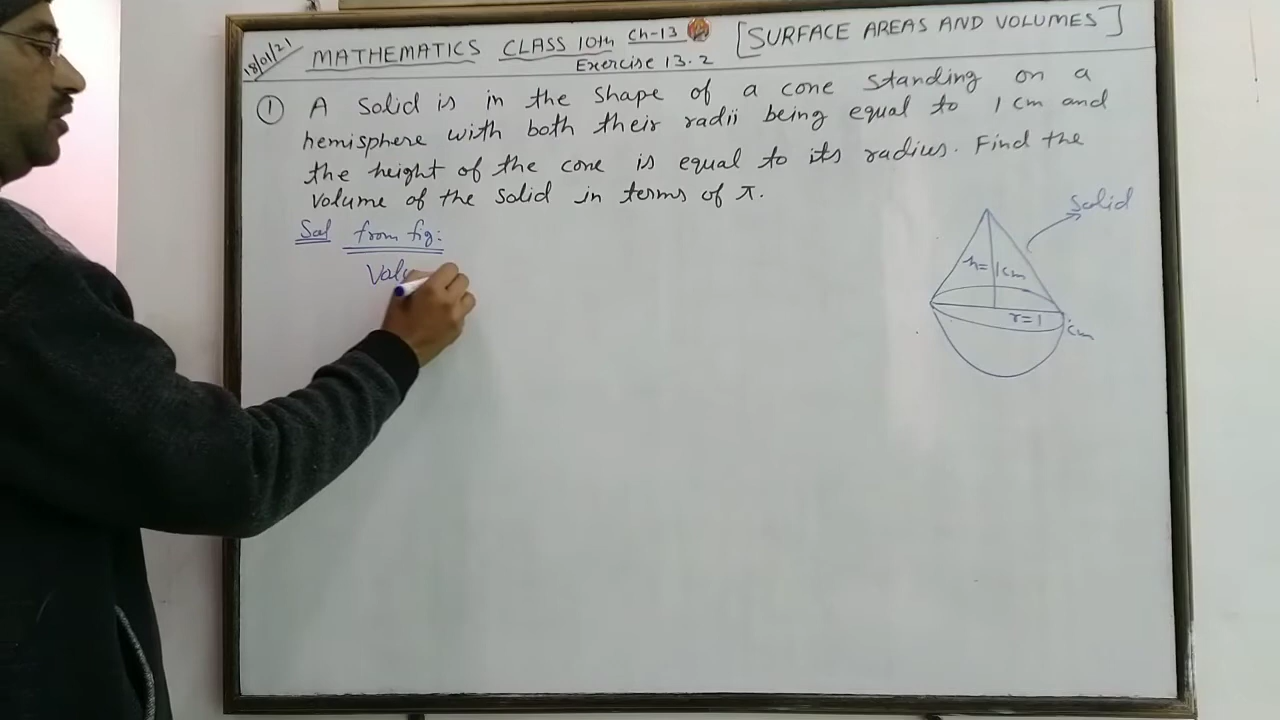 18/01/21 MATHEMATICS CLASS 10th Ch-13 [SURFACE AREAS AND VOLUMES]
Exercise 13.2
① A Solid is in the shape of a cone standing on a
hemisphere with both their radii being equal to 1 cm and
the height of the cone is equal to its radius. Find the
volume of the solid in terms of π.
Sol from fig:
Solid
Volu
h= 1cm
r=1 cm